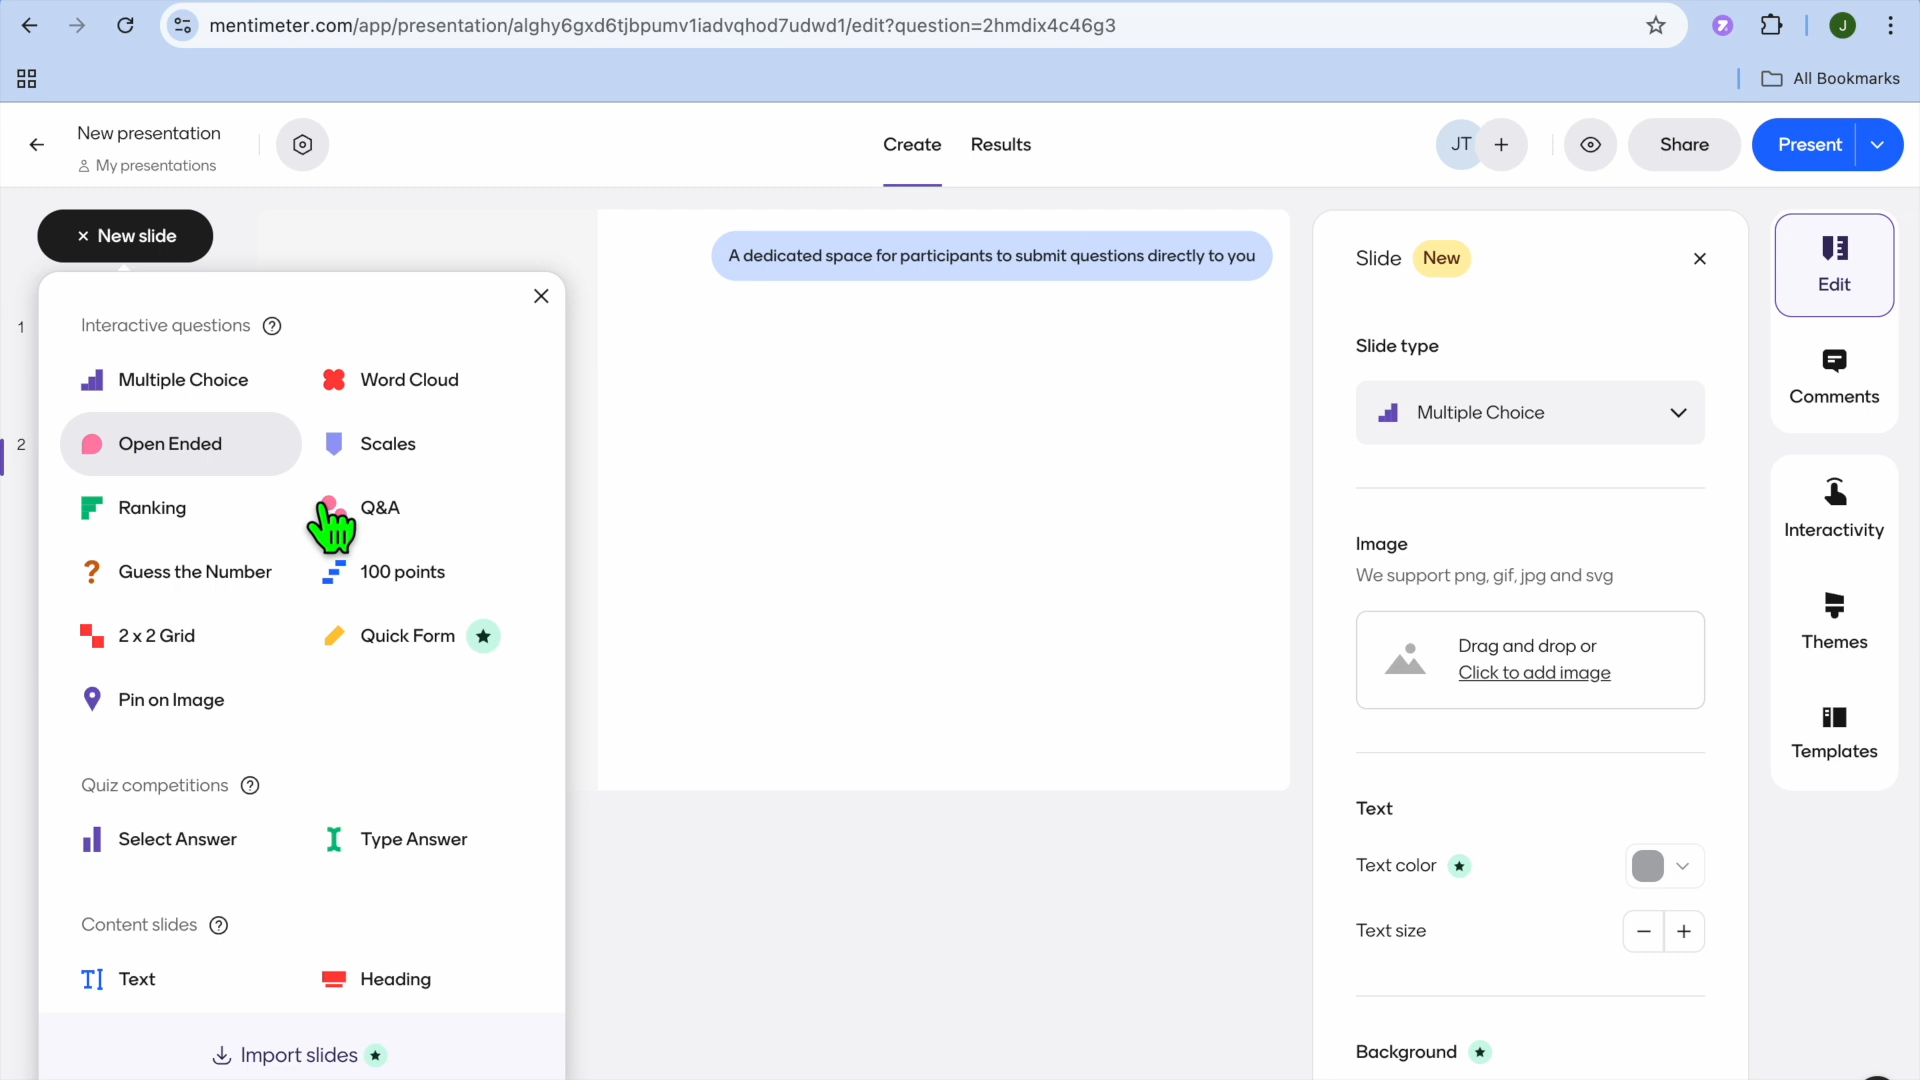 mentimeter.com/app/presentation/alghy6gxd6tjbpumv1iadvqhod7udwd1/edit?question=2hmdix4c46g3
J
All Bookmarks
New presentation
My presentations
Create
Results
JT
Share
Present
New slide
A dedicated space for participants to submit questions directly to you
Slide
New
Edit
1
Interactive questions
Slide type
Multiple Choice
Word Cloud
Comments
Multiple Choice
2
Open Ended
Scales
Ranking
Q&A
Interactivity
Image
We support png, gif, jpg and svg
Guess the Number
100 points
2 x 2 Grid
Quick Form
Drag and drop or
Click to add image
Themes
Pin on Image
Templates
Quiz competitions
Text
Select Answer
Type Answer
Text color
Content slides
Text size
Text
Heading
Import slides
Background